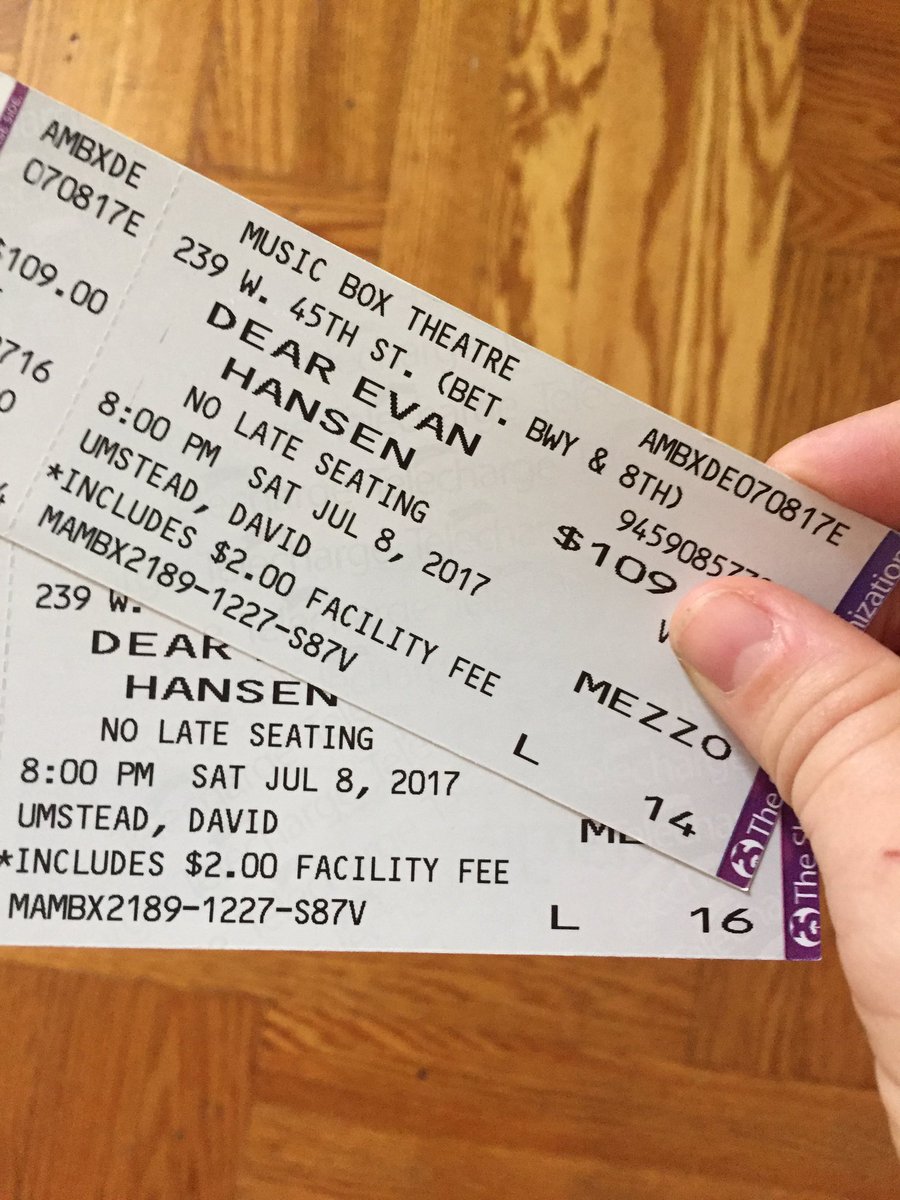 AMBXDE
070817E
$109.00
MUSIC BOX THEATRE
239 W. 45TH ST. (BET. BWY & 8TH)
DEAR EVAN
HANSEN
NO LATE SEATING
8:00 PM SAT JUL 8, 2017
UMSTEAD, DAVID
*INCLUDES $2.00 FACILITY FEE
MAMBX2189-1227-S87V
AMBXDE070817E
$109
MEZZO
L 14
The
239 W.
DEAR
HANSEN
NO LATE SEATING
8:00 PM SAT JUL 8, 2017
UMSTEAD, DAVID
*INCLUDES $2.00 FACILITY FEE
MAMBX2189-1227-S87V
L 16
The